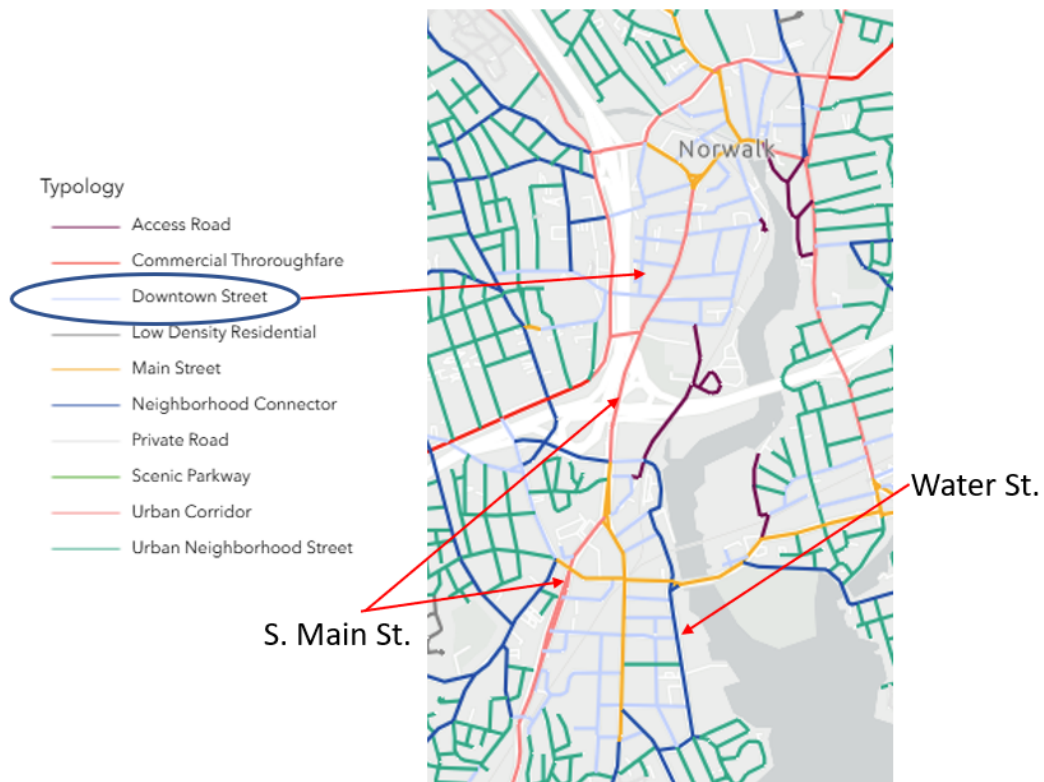 Typology
Access Road
Commercial Throroughfare
Downtown Street
Low Density Residential
Main Street
Neighborhood Connector
Private Road
Scenic Parkway
Urban Corridor
Urban Neighborhood Street
Norwalk
Water St.
S. Main St.